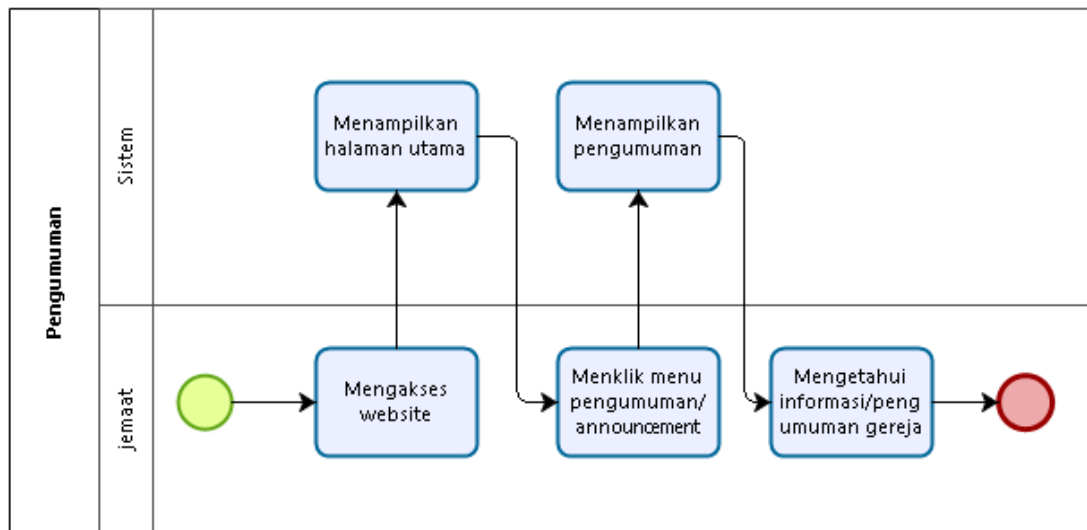 Pengumuman
Sistem
Menampilkan
halaman utama
Menampilkan
pengumuman
jemaat
Mengakses
website
Menklik menu
pengumuman/
announcement
Mengetahui
informasi/peng
umuman gereja